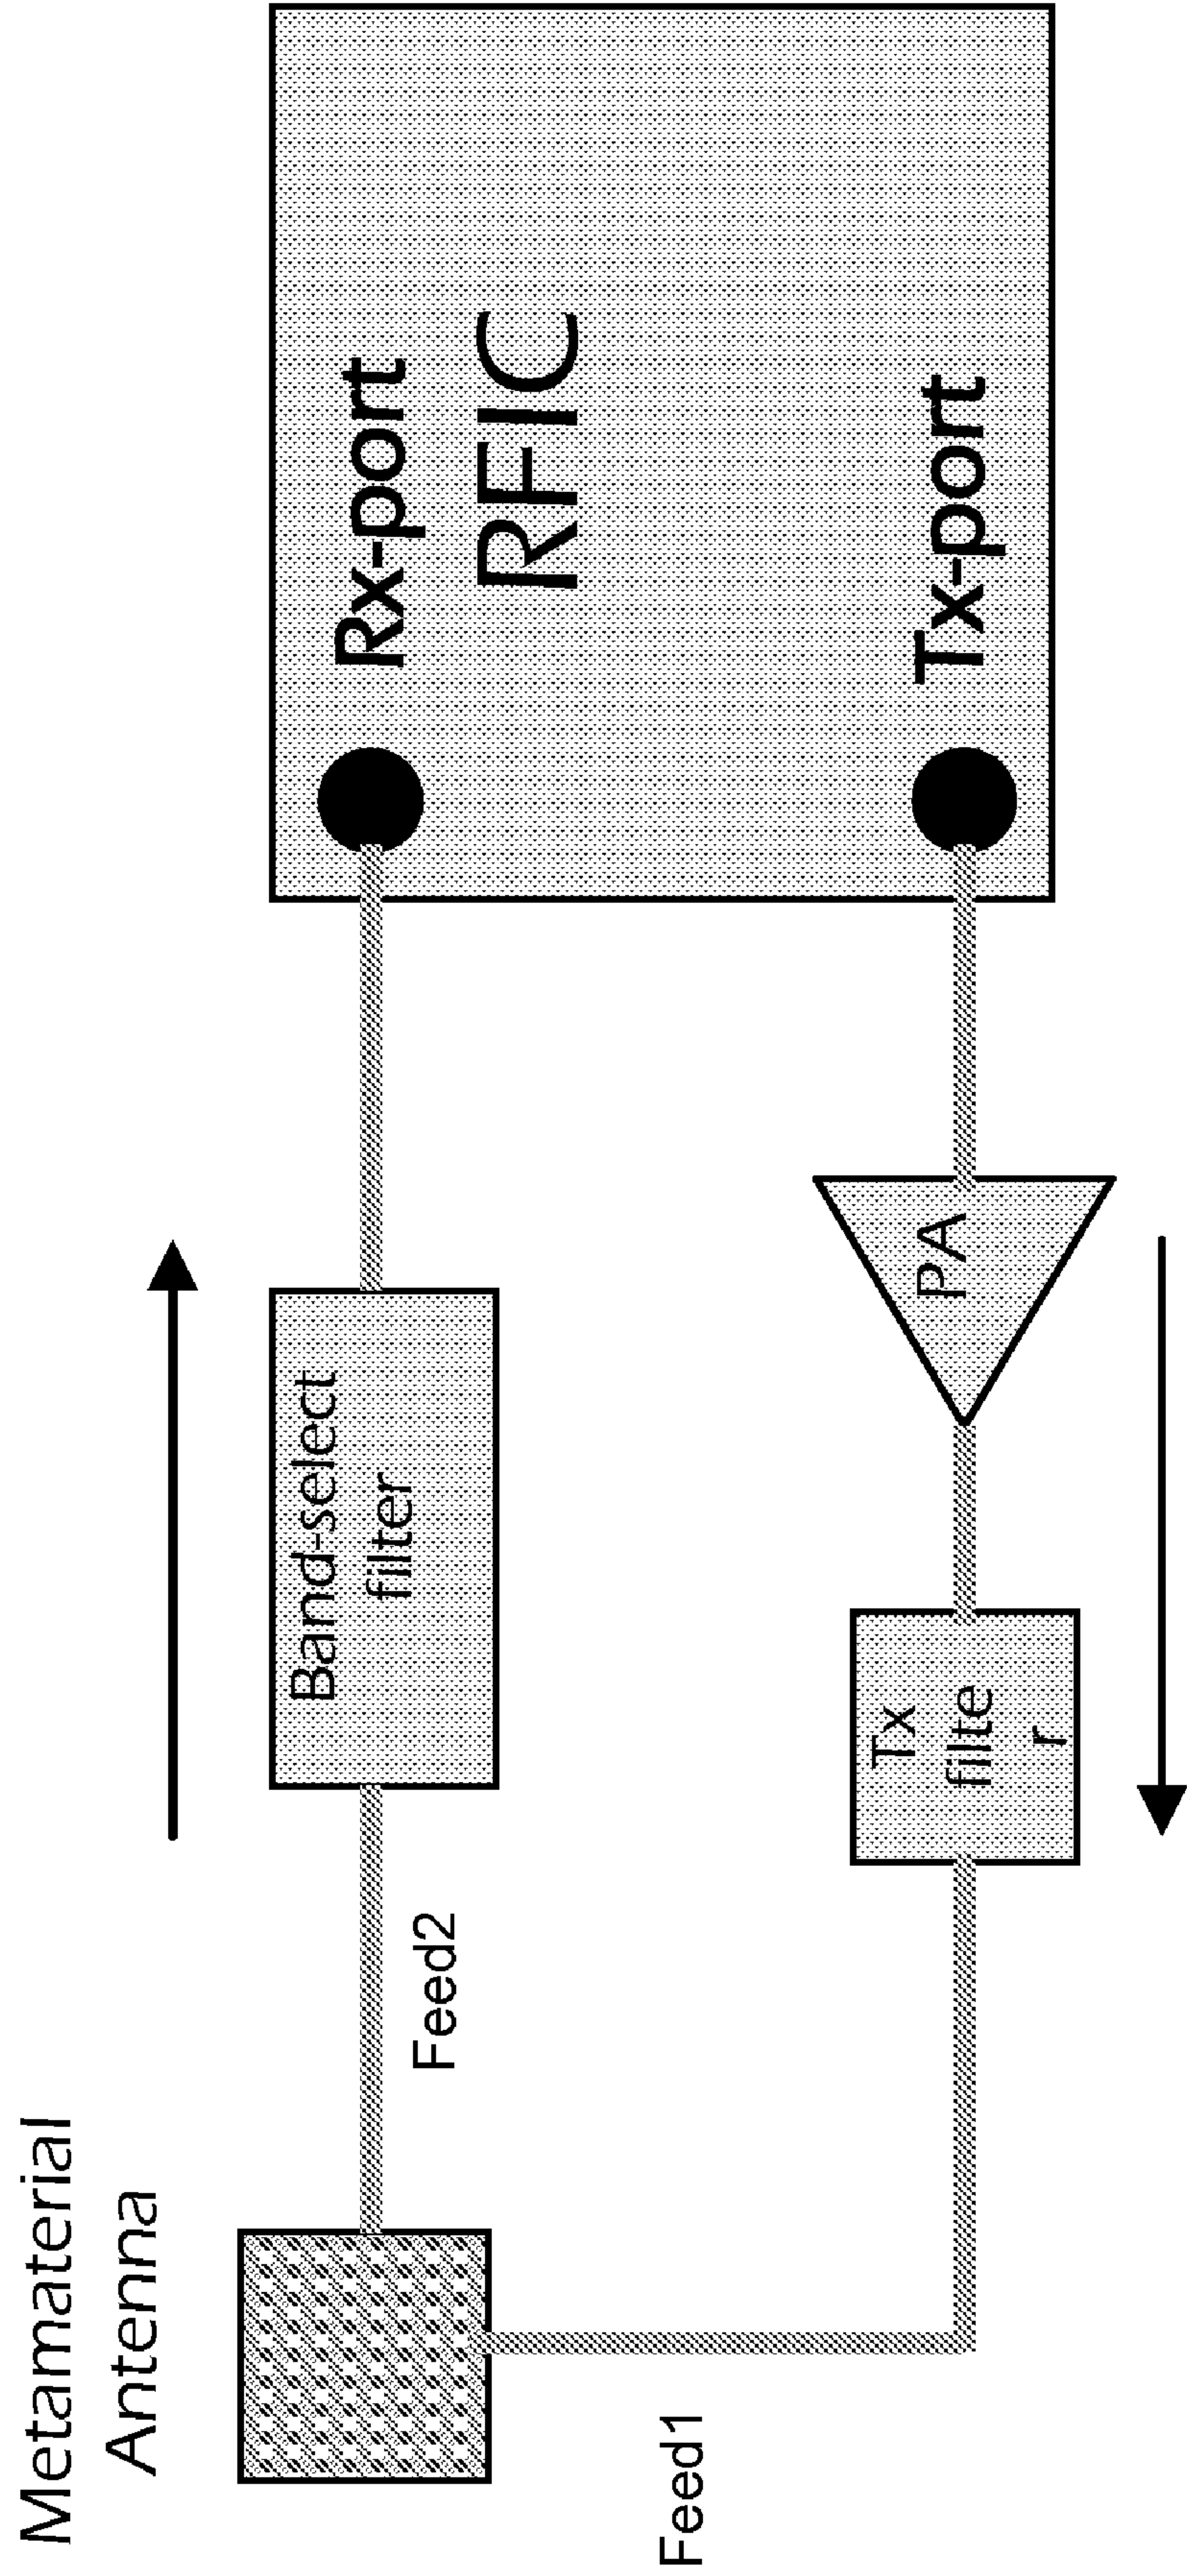 Metamaterial
Antenna
Feed2
Band-select
filter
Rx-port
RFIC
Tx-port
PA
Tx
filte
r
Feed1